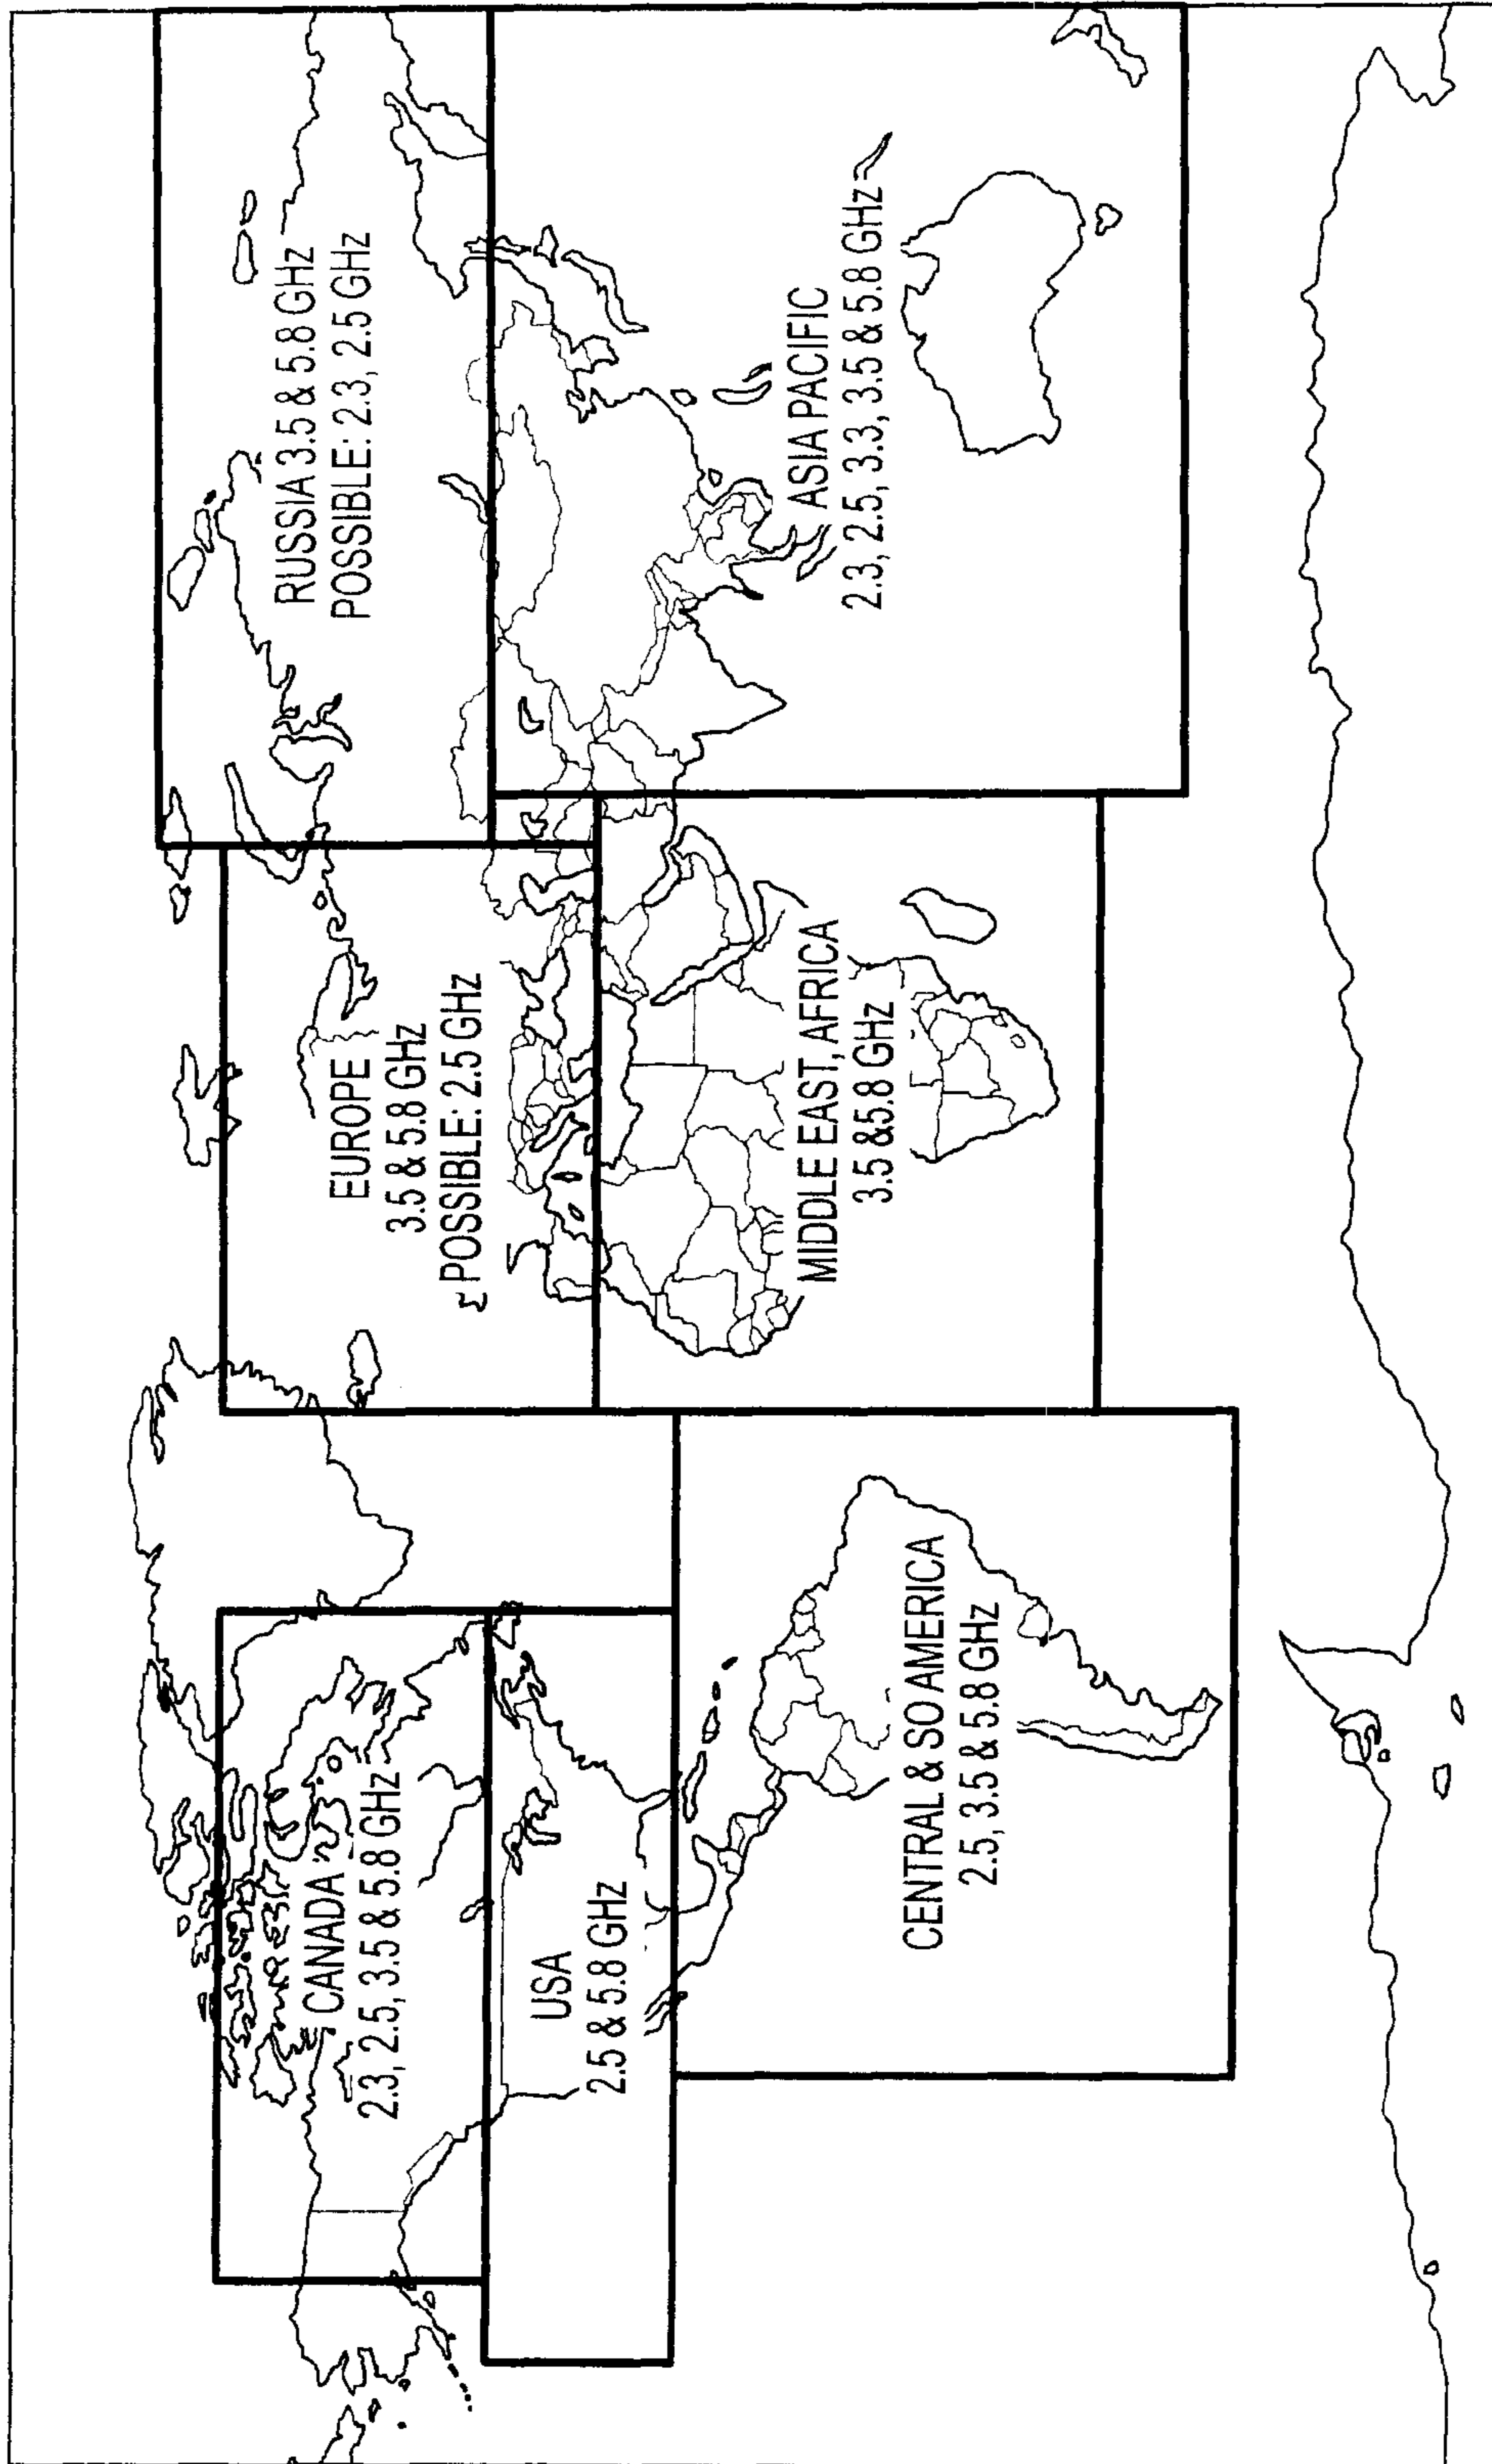 CANADA
2.3, 2.5, 3.5 & 5.8 GHz
USA
2.5 & 5.8 GHz
CENTRAL & SO AMERICA
2.5, 3.5 & 5.8 GHz
EUROPE
3.5 & 5.8 GHz
POSSIBLE: 2.5 GHz
MIDDLE EAST, AFRICA
3.5 &5.8 GHz
RUSSIA 3.5 & 5.8 GHz
POSSIBLE: 2.3, 2.5 GHz
ASIA PACIFIC
2.3, 2.5, 3.3, 3.5 & 5.8 GHz